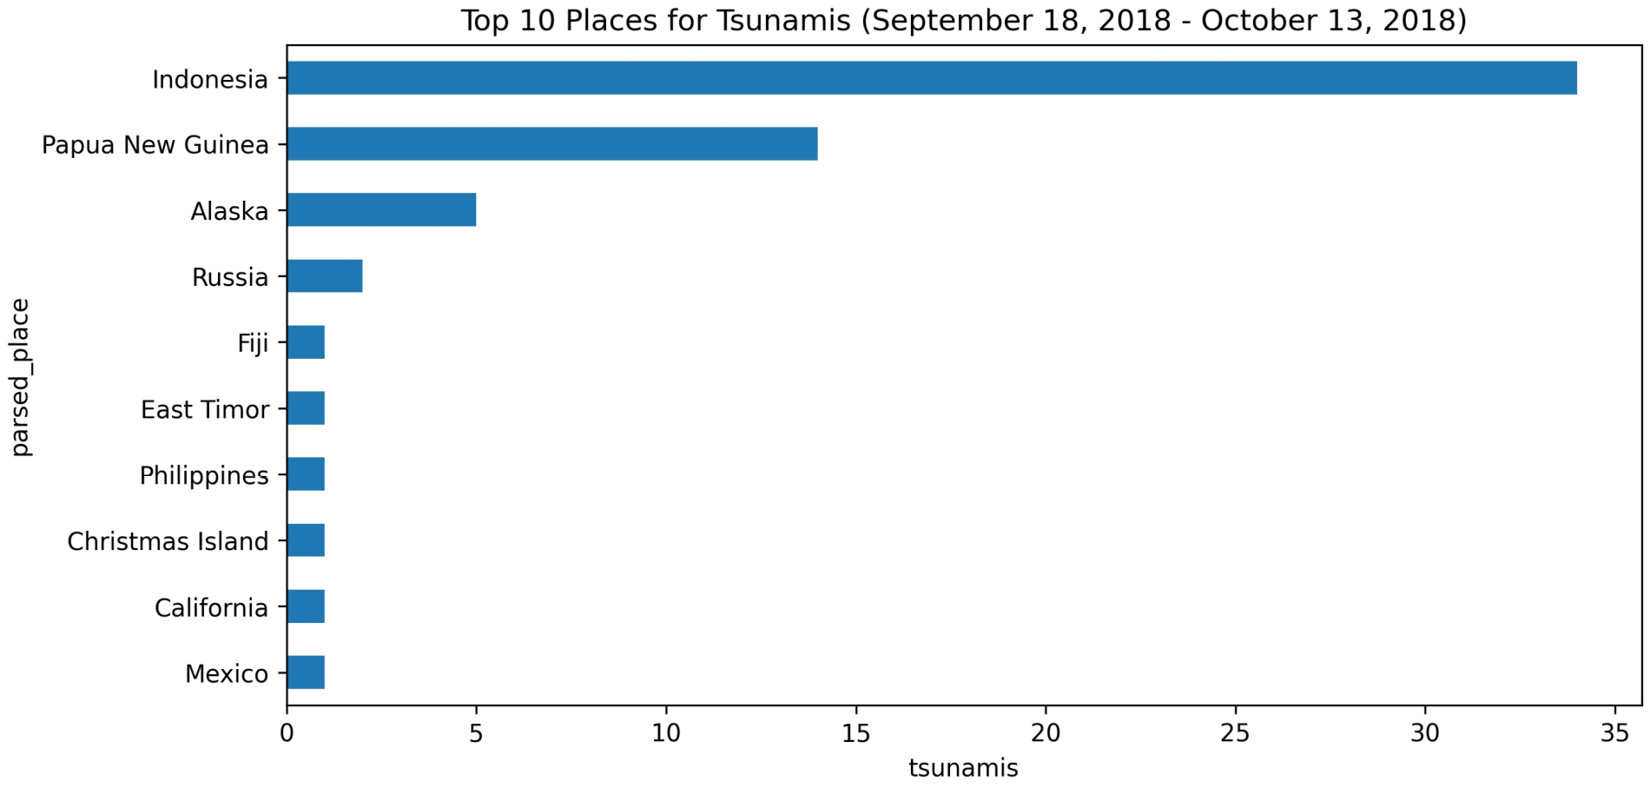 Top 10 Places for Tsunamis (September 18, 2018 - October 13, 2018)
parsed_place
Indonesia
Papua New Guinea
Alaska
Russia
Fiji
East Timor
Philippines
Christmas Island
California
Mexico
0 5 10 15 20 25 30 35
tsunamis